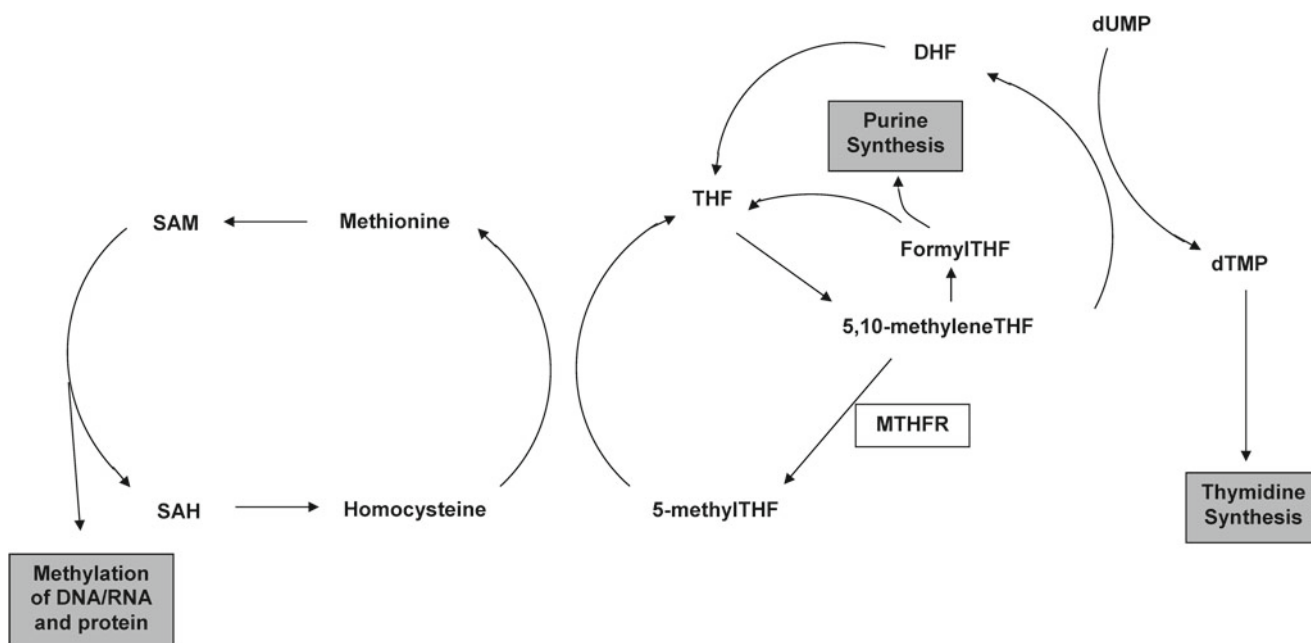 dUMP
DHF
Purine
Synthesis
THF
SAM
Methionine
FormylTHF
dTMP
5,10-methyleneTHF
MTHFR
SAH
Homocysteine
5-methylTHF
Thymidine
Synthesis
Methylation
of DNA/RNA
and protein